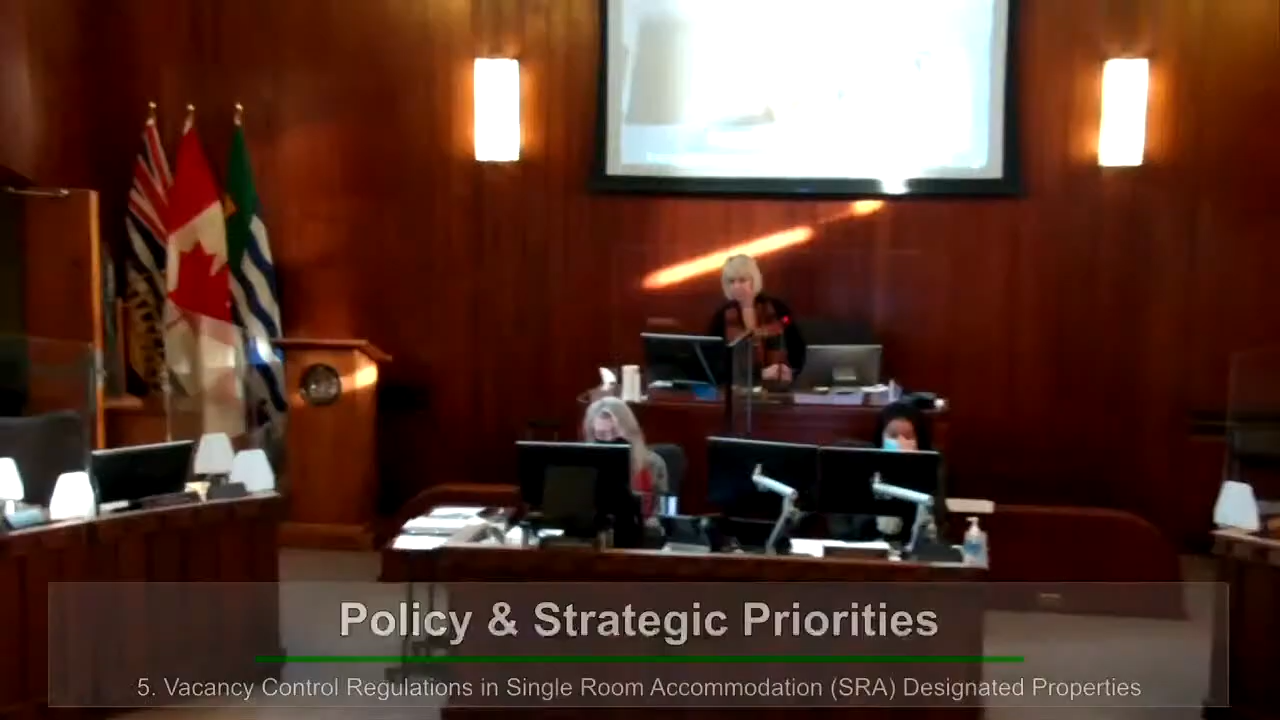 Policy & Strategic Priorities
5. Vacancy Control Regulations in Single Room Accommodation (SRA) Designated Properties